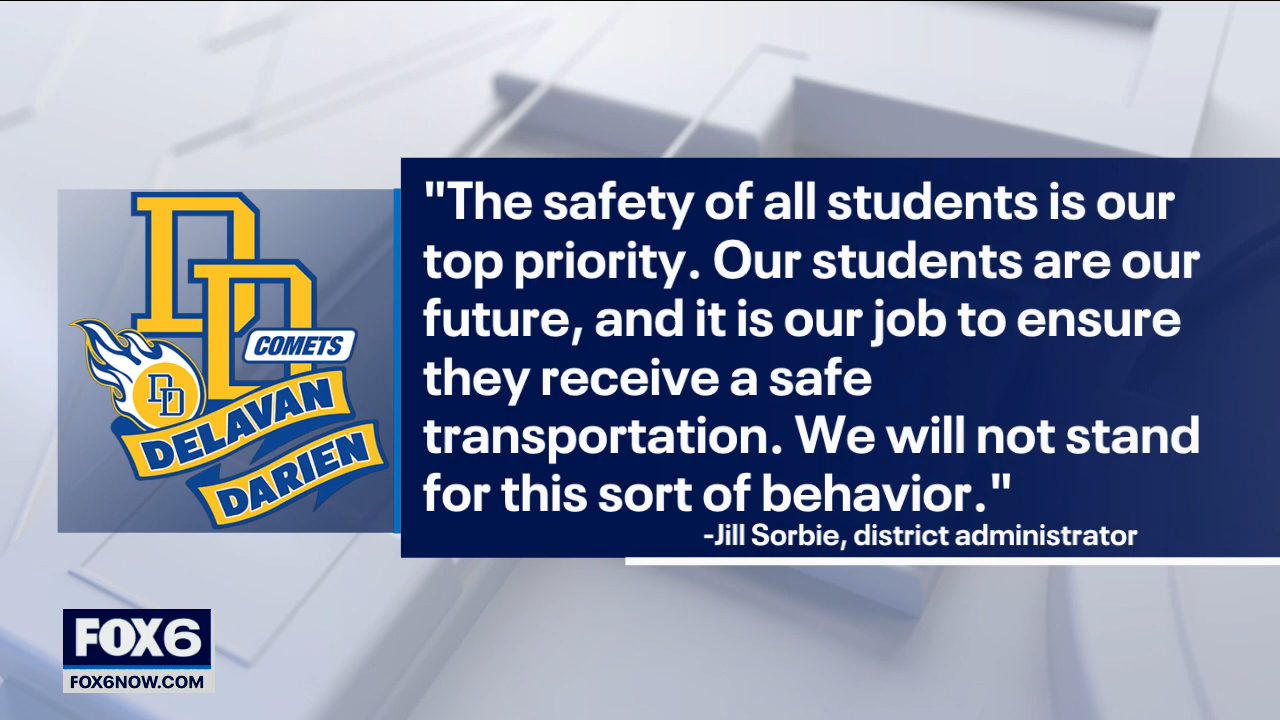 "The safety of all students is our
top priority. Our students are our
future, and it is our job to ensure
they receive a safe
transportation. We will not stand
for this sort of behavior."
-Jill Sorbie, district administrator
DD
COMETS
DD
DELAVAN
DARIEN
FOX6
FOX6NOW.COM